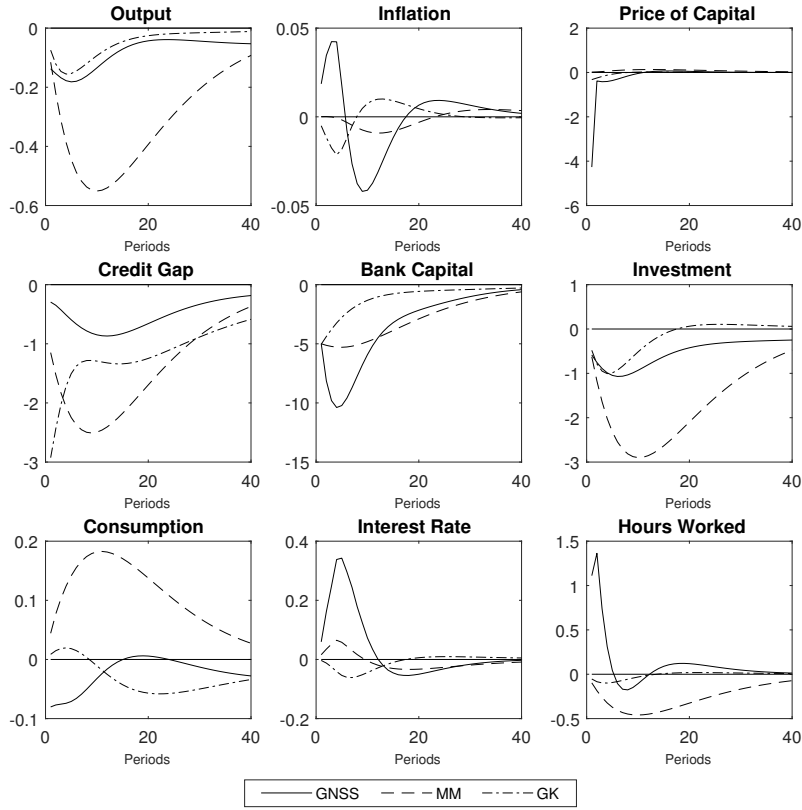 Output
0
-0.2
-0.4
-0.6
0 20 40
Periods
Inflation
0.05
0
-0.05
0 20 40
Periods
Price of Capital
2
0
-2
-4
-6
0 20 40
Periods
Credit Gap
0
-1
-2
-3
0 20 40
Periods
Bank Capital
0
-5
-10
-15
0 20 40
Periods
Investment
1
0
-1
-2
-3
0 20 40
Periods
Consumption
0.2
0.1
0
-0.1
0 20 40
Periods
Interest Rate
0.4
0.2
0
-0.2
0 20 40
Periods
Hours Worked
1.5
1
0.5
0
-0.5
0 20 40
Periods
GNSS MM GK